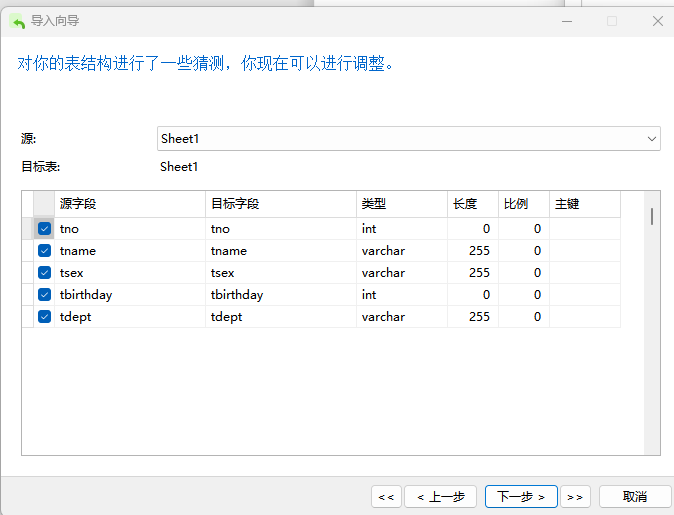 导入向导
对你的表结构进行了一些猜测，你现在可以进行调整。
源: Sheet1
目标表: Sheet1
源字段 目标字段 类型 长度 比例 主键
tno tno int 0 0
tname tname varchar 255 0
tsex tsex varchar 255 0
tbirthday tbirthday int 0 0
tdept tdept varchar 255 0
<< < 上一步 下一步 > >> 取消